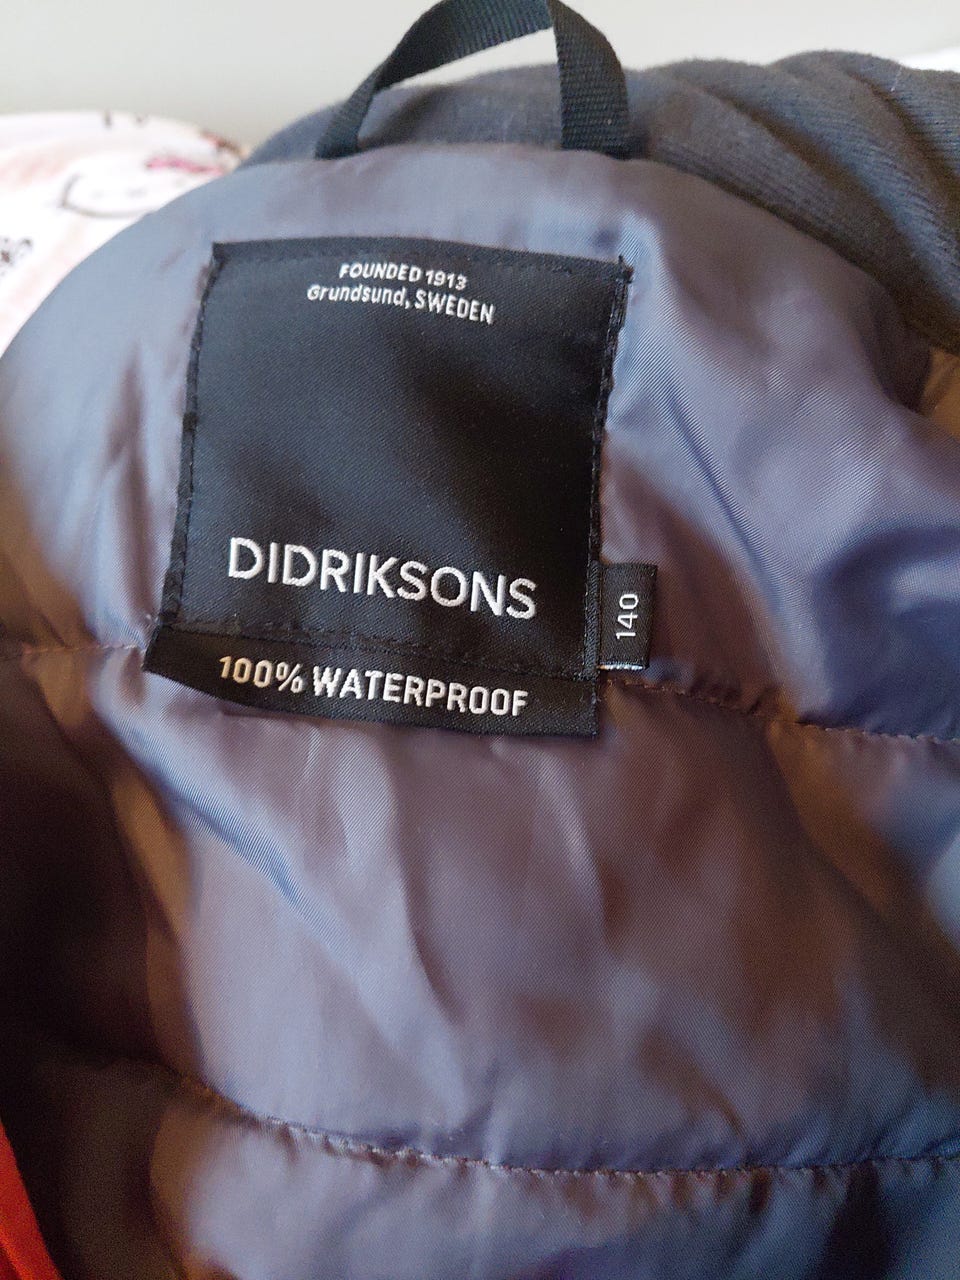 FOUNDED 1913
Grundsund, SWEDEN
DIDRIKSONS
140
100% WATERPROOF